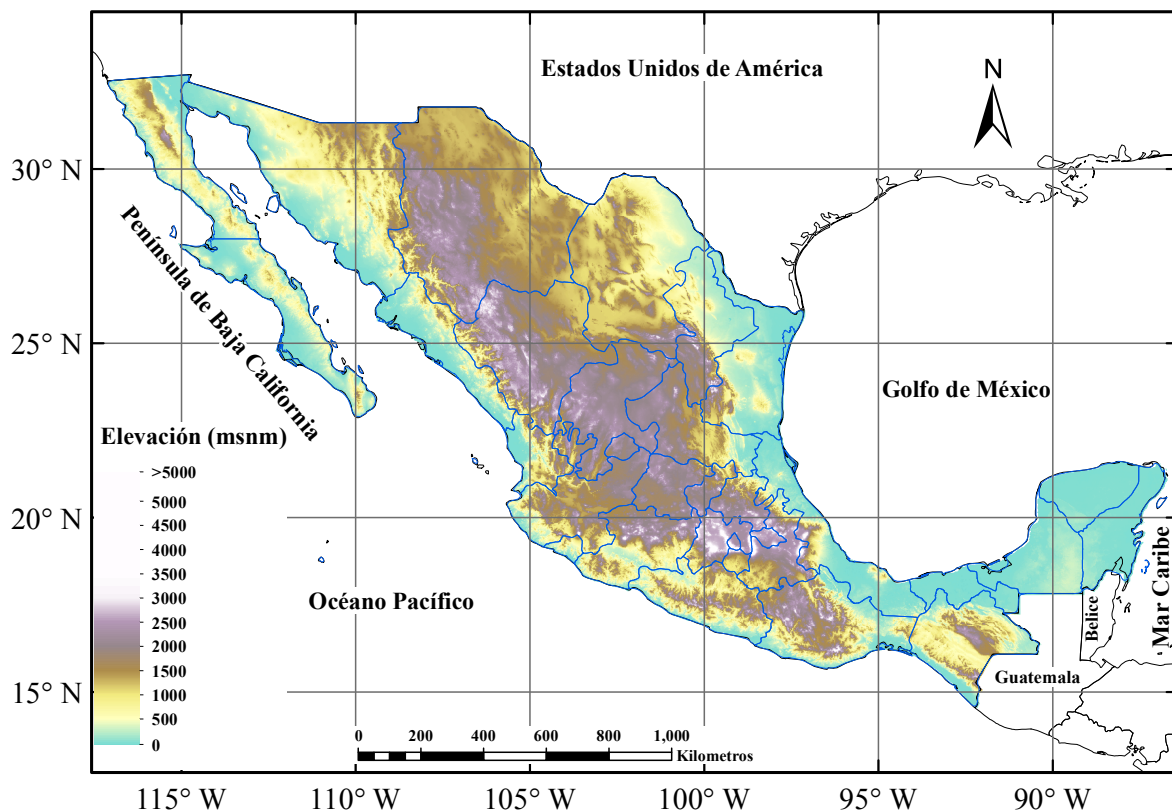 Estados Unidos de América
N
30° N
25° N
20° N
15° N
Península de Baja California
Golfo de México
Elevación (msnm)
>5000
5000
4500
4000
3500
3000
2500
2000
1500
1000
500
0
Océano Pacífico
Mar Caribe
Belice
Guatemala
0 200 400 600 800 1,000
Kilometros
115° W 110° W 105° W 100° W 95° W 90° W